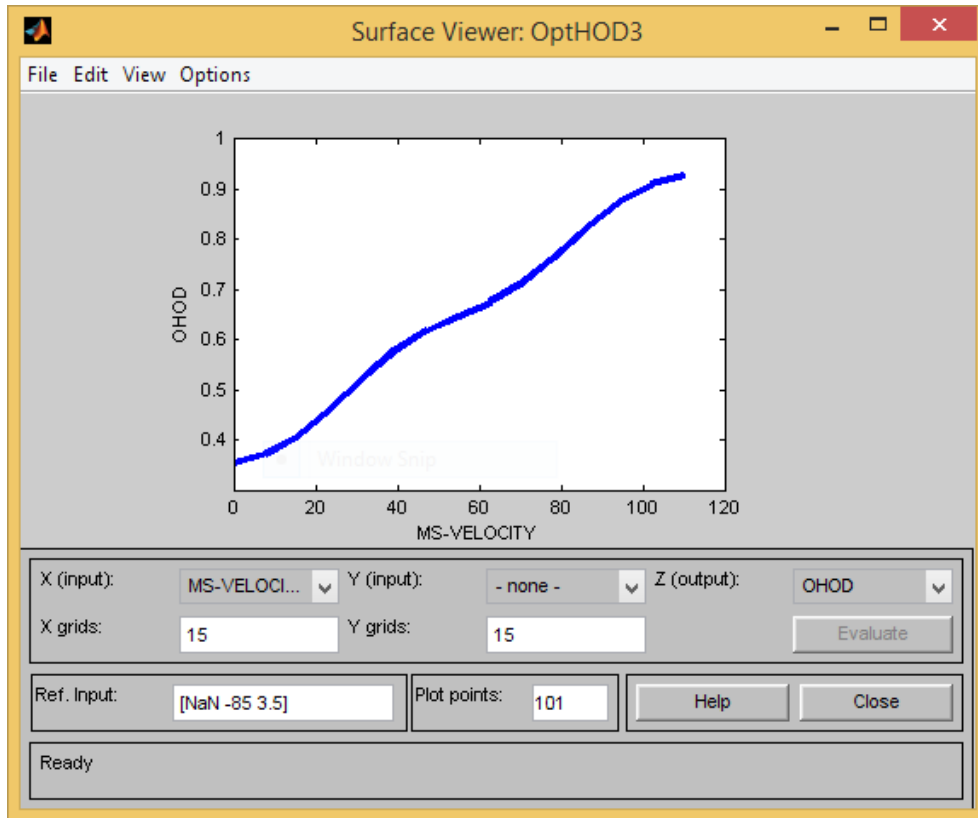 Surface Viewer: OptHOD3
File Edit View Options
1
0.9
0.8
0.7
0.6
0.5
0.4
OHOD
Window Snip
0 20 40 60 80 100 120
MS-VELOCITY
X (input): MS-VELOCI... Y (input): - none - Z (output): OHOD
X grids: 15 Y grids: 15 Evaluate
Ref. Input: [NaN -85 3.5] Plot points: 101 Help Close
Ready